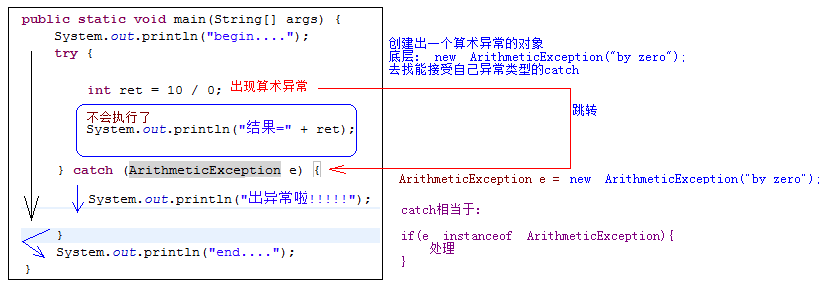 public static void main(String[] args) {
System.out.println("begin....");
try {
int ret = 10 / 0; 出现算术异常
不会执行了
System.out.println("结果=" + ret);
} catch (ArithmeticException e) {
System.out.println("出异常啦!!!!!");
}
System.out.println("end....");
}
创建出一个算术异常的对象
底层: new ArithmeticException("by zero");
去找能接受自己异常类型的catch
跳转
ArithmeticException e = new ArithmeticException("by zero");
catch相当于:
if(e instanceof ArithmeticException){
处理
}